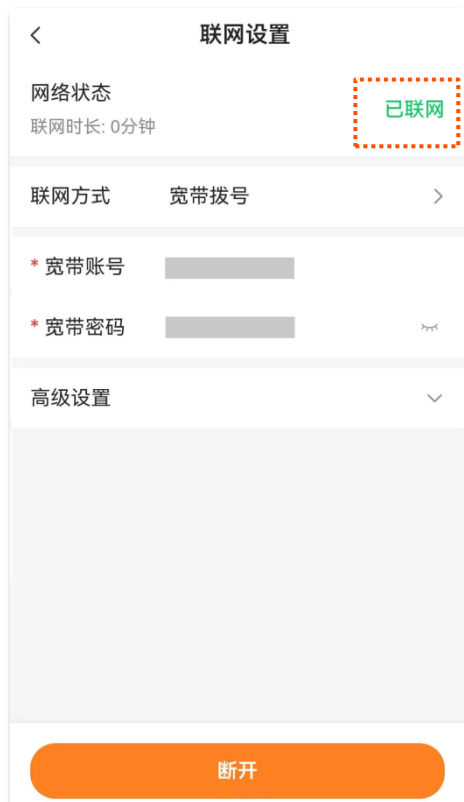 联网设置
网络状态
已联网
联网时长: 0分钟
联网方式 宽带拨号
* 宽带账号
* 宽带密码
高级设置
断开